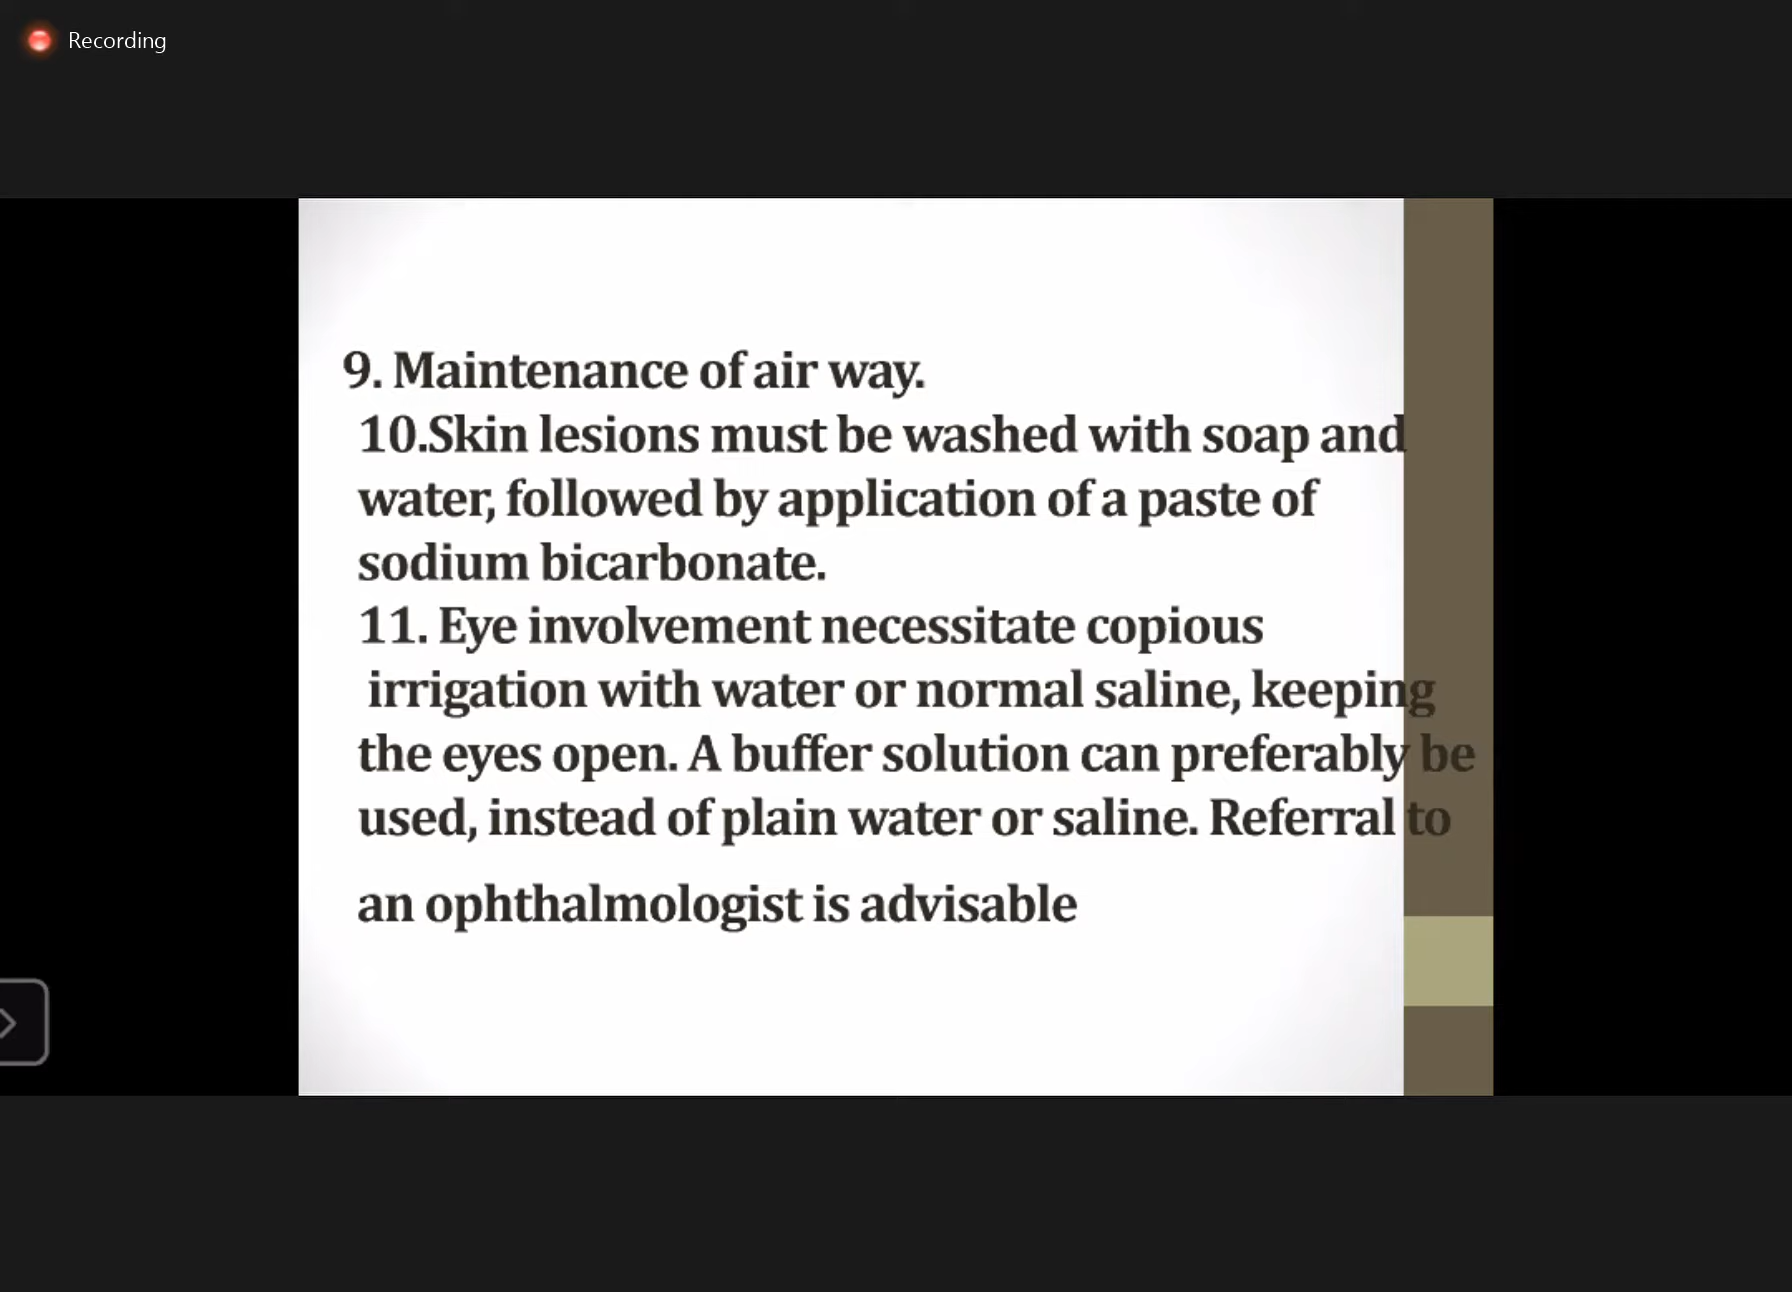 Recording
9. Maintenance of air way.
10.Skin lesions must be washed with soap and
water, followed by application of a paste of
sodium bicarbonate.
11. Eye involvement necessitate copious
irrigation with water or normal saline, keeping
the eyes open. A buffer solution can preferably be
used, instead of plain water or saline. Referral to
an ophthalmologist is advisable